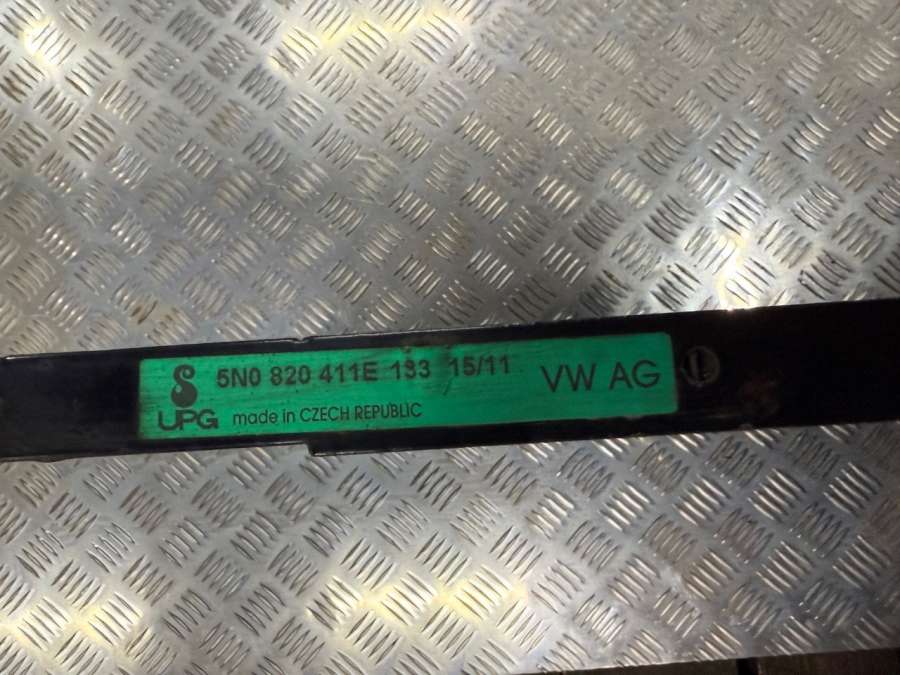 5N0 820 411E 133 15/11
VW AG
UPG made in CZECH REPUBLIC